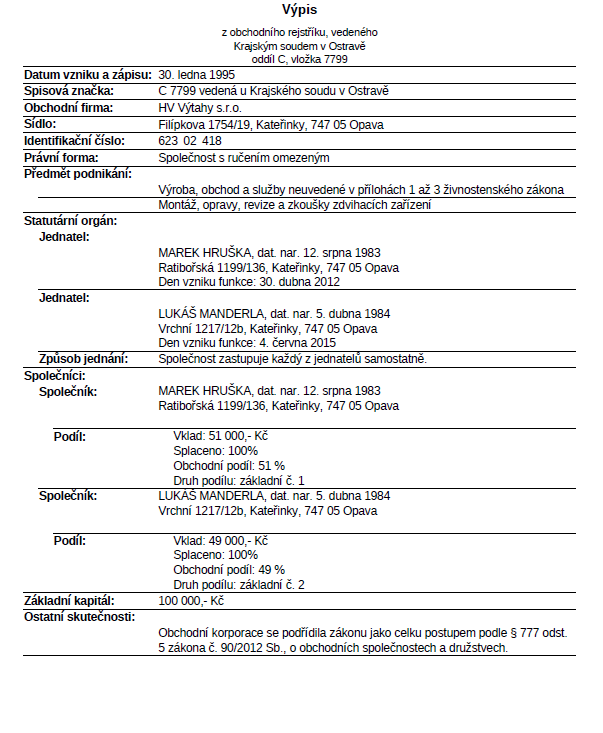 Výpis
z obchodního rejstříku, vedeného
Krajským soudem v Ostravě
oddíl C, vložka 7799
Datum vzniku a zápisu: 30. ledna 1995
Spisová značka: C 7799 vedená u Krajského soudu v Ostravě
Obchodní firma: HV Výtahy s.r.o.
Sídlo: Filípkova 1754/19, Kateřinky, 747 05 Opava
Identifikační číslo: 623 02 418
Právní forma: Společnost s ručením omezeným
Předmět podnikání:
Výroba, obchod a služby neuvedené v přílohách 1 až 3 živnostenského zákona
Montáž, opravy, revize a zkoušky zdvihacích zařízení
Statutární orgán:
Jednatel:
MAREK HRUŠKA, dat. nar. 12. srpna 1983
Ratibořská 1199/136, Kateřinky, 747 05 Opava
Den vzniku funkce: 30. dubna 2012
Jednatel:
LUKÁŠ MANDERLA, dat. nar. 5. dubna 1984
Vrchní 1217/12b, Kateřinky, 747 05 Opava
Den vzniku funkce: 4. června 2015
Způsob jednání: Společnost zastupuje každý z jednatelů samostatně.
Společníci:
Společník: MAREK HRUŠKA, dat. nar. 12. srpna 1983
Ratibořská 1199/136, Kateřinky, 747 05 Opava
Podíl: Vklad: 51 000,- Kč
Splaceno: 100%
Obchodní podíl: 51 %
Druh podílu: základní č. 1
Společník: LUKÁŠ MANDERLA, dat. nar. 5. dubna 1984
Vrchní 1217/12b, Kateřinky, 747 05 Opava
Podíl: Vklad: 49 000,- Kč
Splaceno: 100%
Obchodní podíl: 49 %
Druh podílu: základní č. 2
Základní kapitál: 100 000,- Kč
Ostatní skutečnosti:
Obchodní korporace se podřídila zákonu jako celku postupem podle § 777 odst.
5 zákona č. 90/2012 Sb., o obchodních společnostech a družstvech.